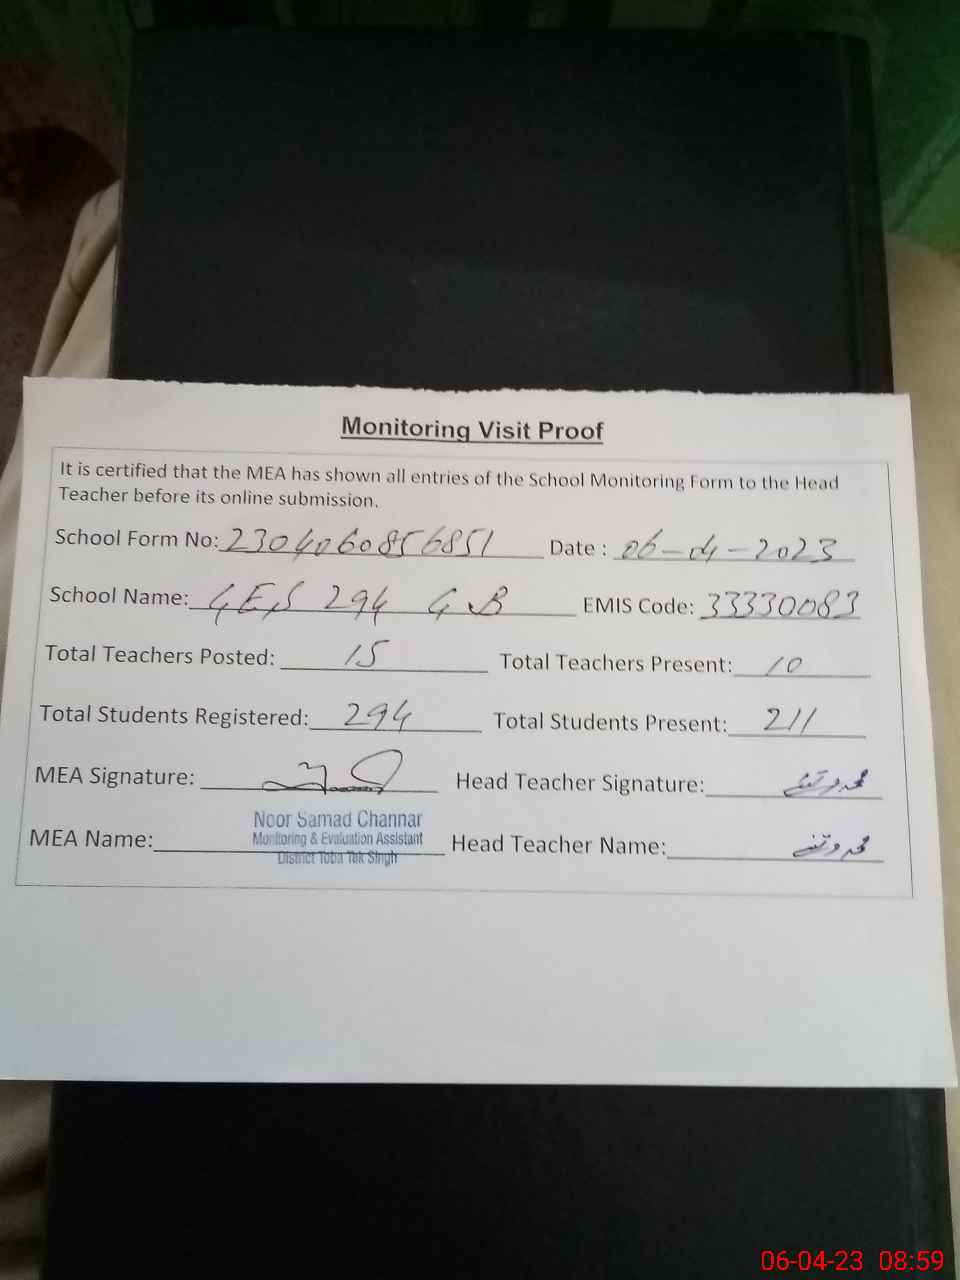 Monitoring Visit Proof
It is certified that the MEA has shown all entries of the School Monitoring Form to the Head
Teacher before its online submission.
School Form No: 2304060856851 Date : 06-04-2023
School Name: GES 294 GB EMIS Code: 33330083
Total Teachers Posted: 15 Total Teachers Present: 10
Total Students Registered: 294 Total Students Present: 211
MEA Signature: Head Teacher Signature:
Noor Samad Channar
Monitoring & Evaluation Assistant
MEA Name: Head Teacher Name:
District Toba Tek Singh
06-04-23 08:59